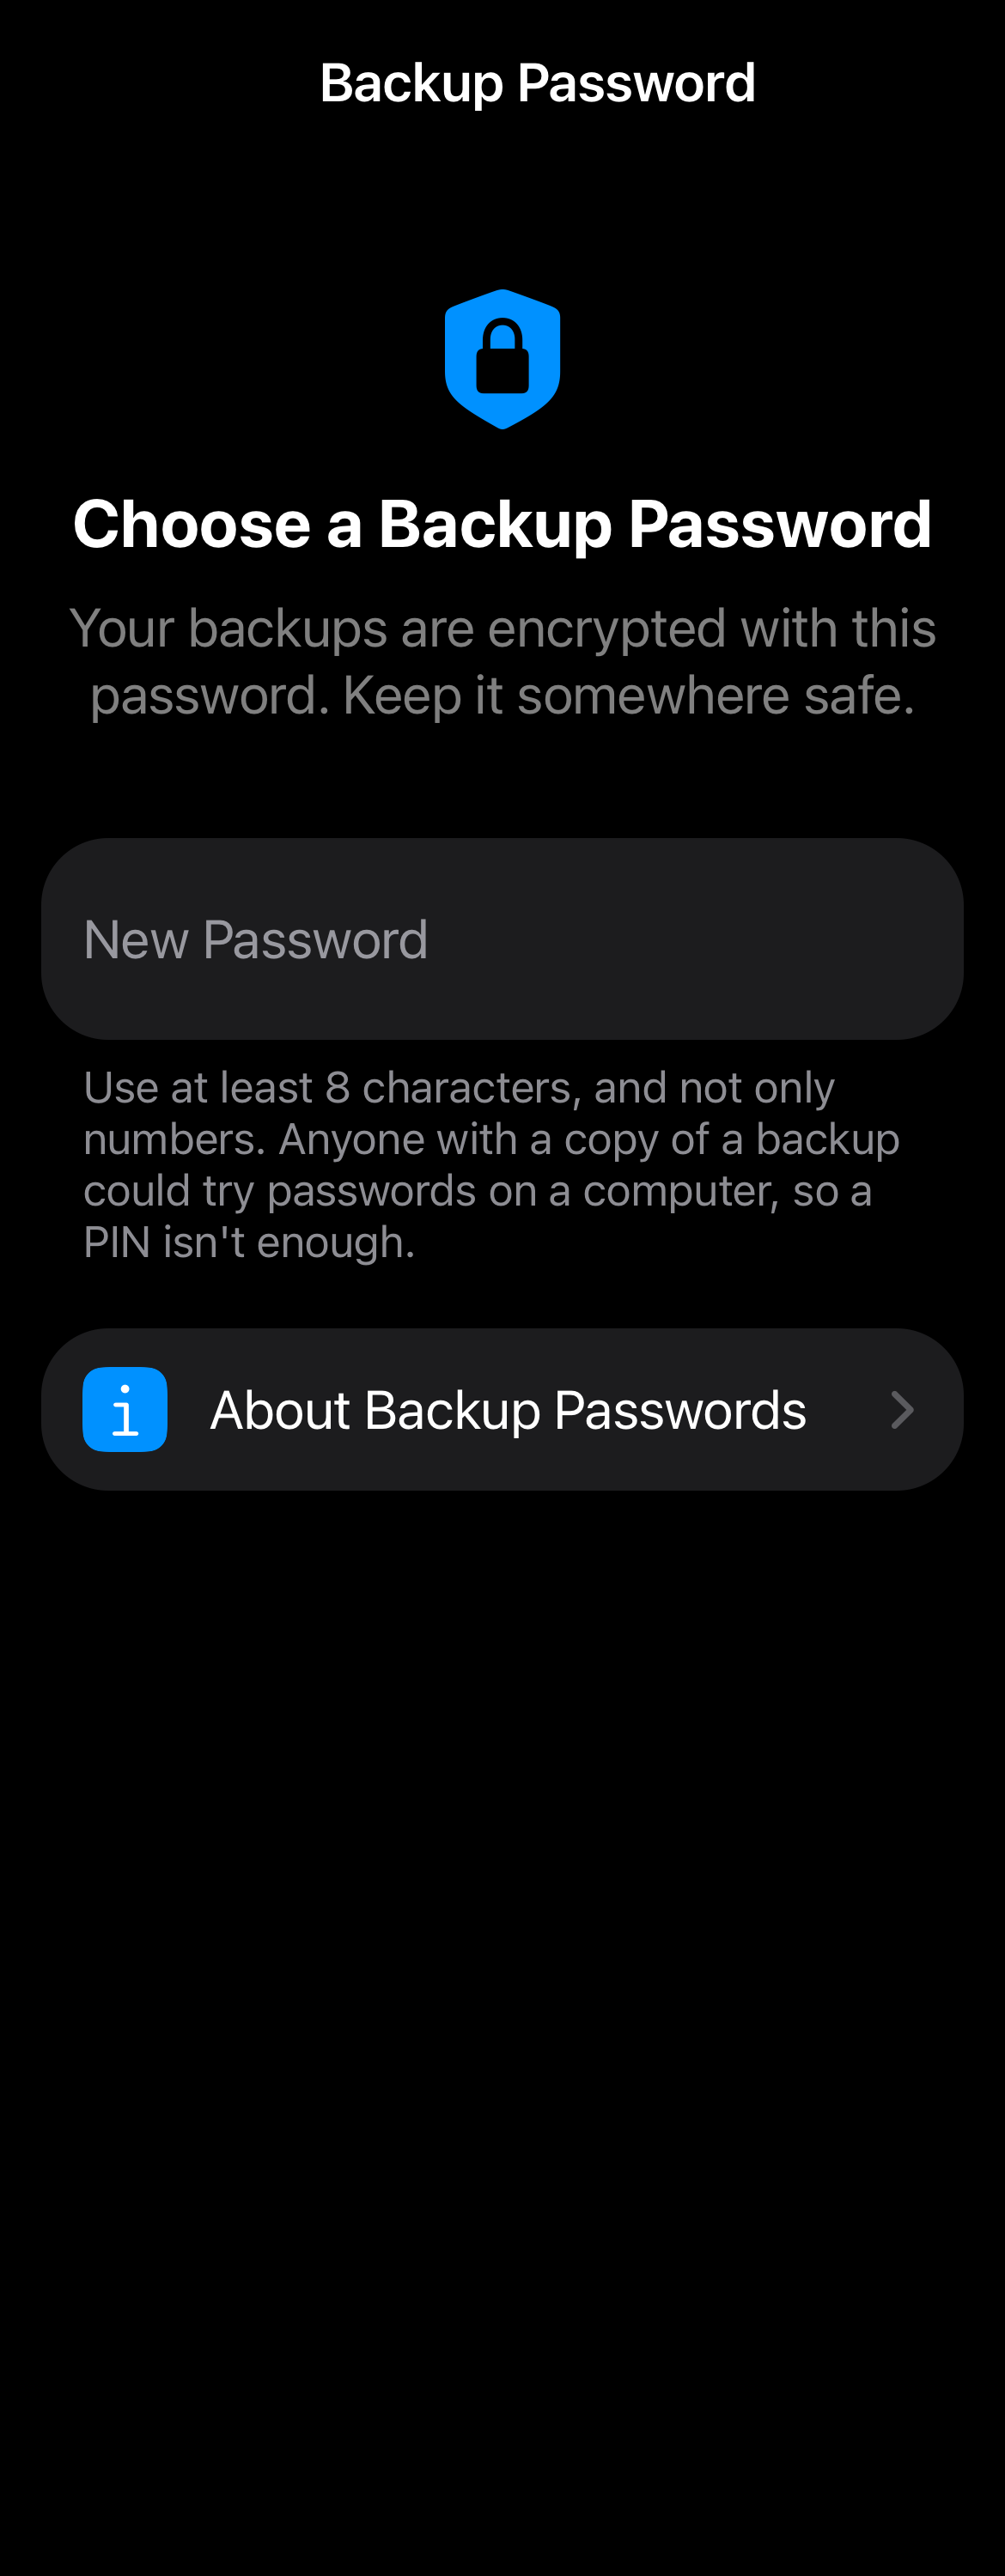 Backup Password
Choose a Backup Password
Your backups are encrypted with this
password. Keep it somewhere safe.
New Password
Use at least 8 characters, and not only
numbers. Anyone with a copy of a backup
could try passwords on a computer, so a
PIN isn't enough.
About Backup Passwords